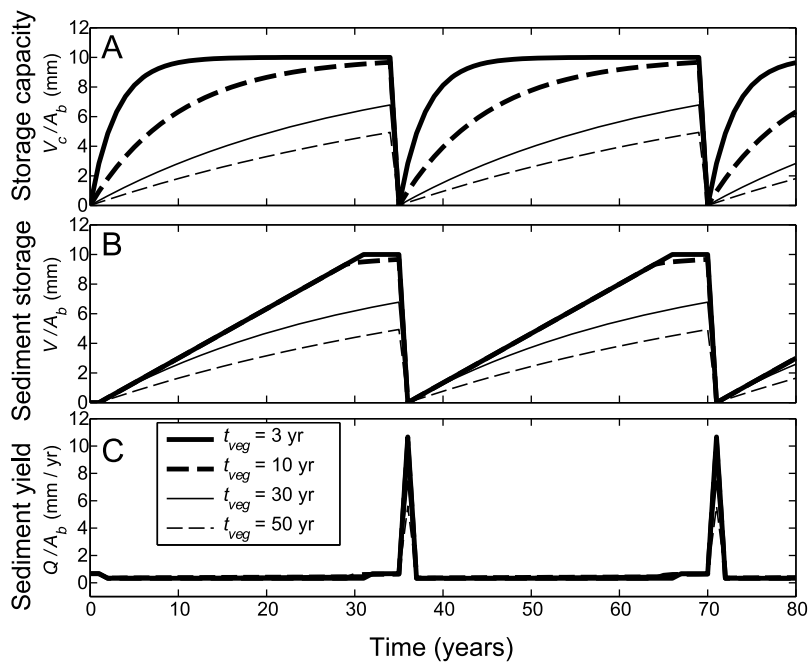 A
Storage capacity
V_c/A_b (mm)
12
10
8
6
4
2
0
B
Sediment storage
V/A_b (mm)
12
10
8
6
4
2
0
C
Sediment yield
Q/A_b (mm / yr)
12
10
8
6
4
2
0
t_veg = 3 yr
t_veg = 10 yr
t_veg = 30 yr
t_veg = 50 yr
0 10 20 30 40 50 60 70 80
Time (years)